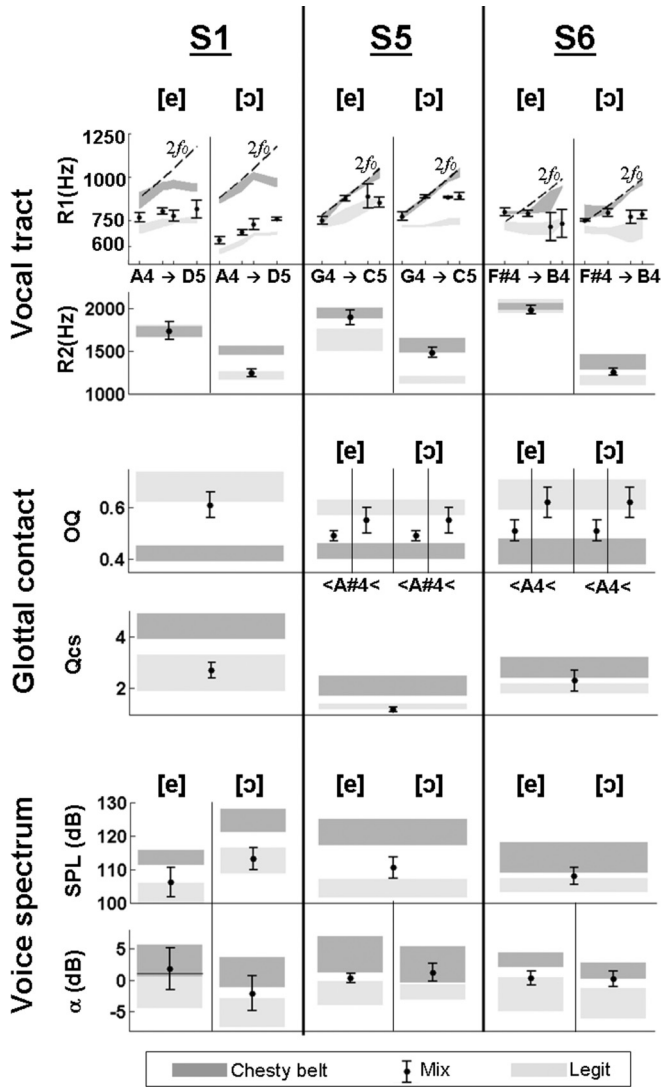 S1 S5 S6
[e] [ɔ] [e] [ɔ] [e] [ɔ]
Vocal tract
R1(Hz)
1250
1000
750
600
2f₀ 2f₀ 2f₀ 2f₀ 2f₀ 2f₀
A4 → D5 A4 → D5 G4 → C5 G4 → C5 F#4 → B4 F#4 → B4
R2(Hz)
2000
1500
1000
Glottal contact
[e] [ɔ] [e] [ɔ]
OQ
0.6
0.4
<A#4< <A#4< <A4< <A4<
Qcs
4
2
Voice spectrum
[e] [ɔ] [e] [ɔ] [e] [ɔ]
SPL (dB)
130
120
110
100
α (dB)
5
0
-5
Chesty belt Mix Legit